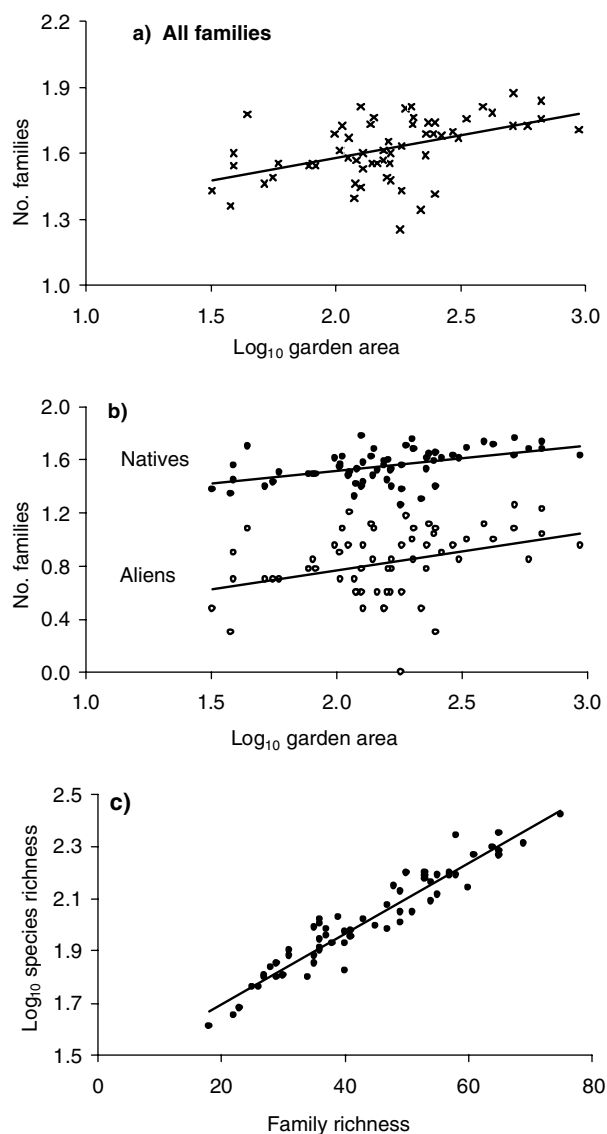 a) All families
2.2
1.9
1.6
1.3
1.0
No. families
1.0 1.5 2.0 2.5 3.0
Log₁₀ garden area
b)
2.0
1.6
1.2
0.8
0.4
0.0
No. families
Natives
Aliens
1.0 1.5 2.0 2.5 3.0
Log₁₀ garden area
c)
2.5
2.3
2.1
1.9
1.7
1.5
Log₁₀ species richness
0 20 40 60 80
Family richness